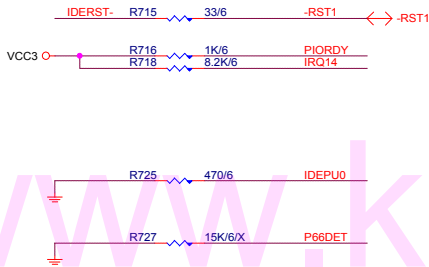 IDERST- R715 33/6 -RST1 -RST1
R716 1K/6 PIORDY
VCC3
R718 8.2K/6 IRQ14
R725 470/6 IDEPU0
R727 15K/6/X P66DET
www.k